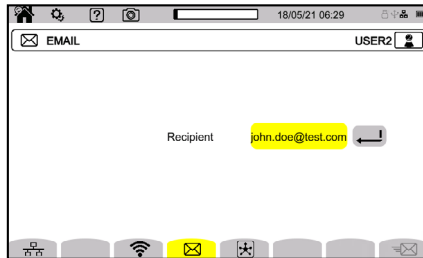 18/05/21 06:29
EMAIL
USER2
Recipient
john.doe@test.com